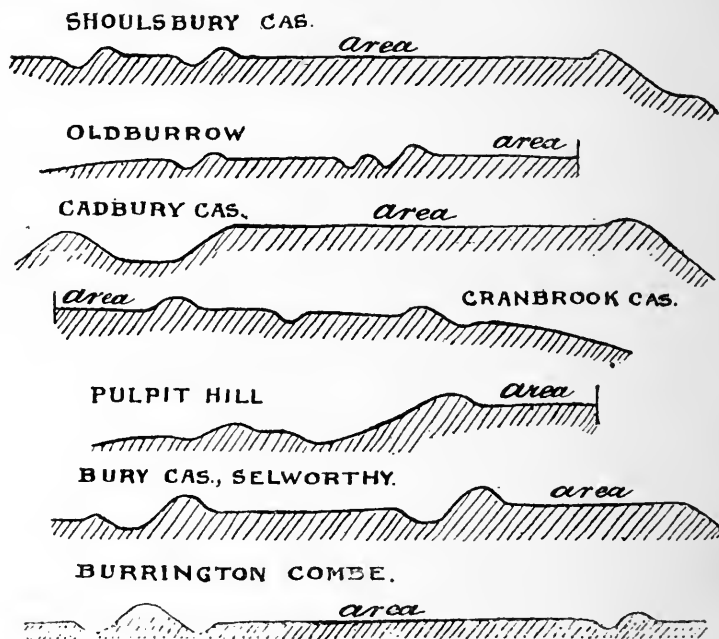 SHOULSBURY CAS.
area
OLDBURROW
area
CADBURY CAS.
area
area
CRANBROOK CAS.
PULPIT HILL
area
BURY CAS., SELWORTHY.
area
BURRINGTON COMBE.
area